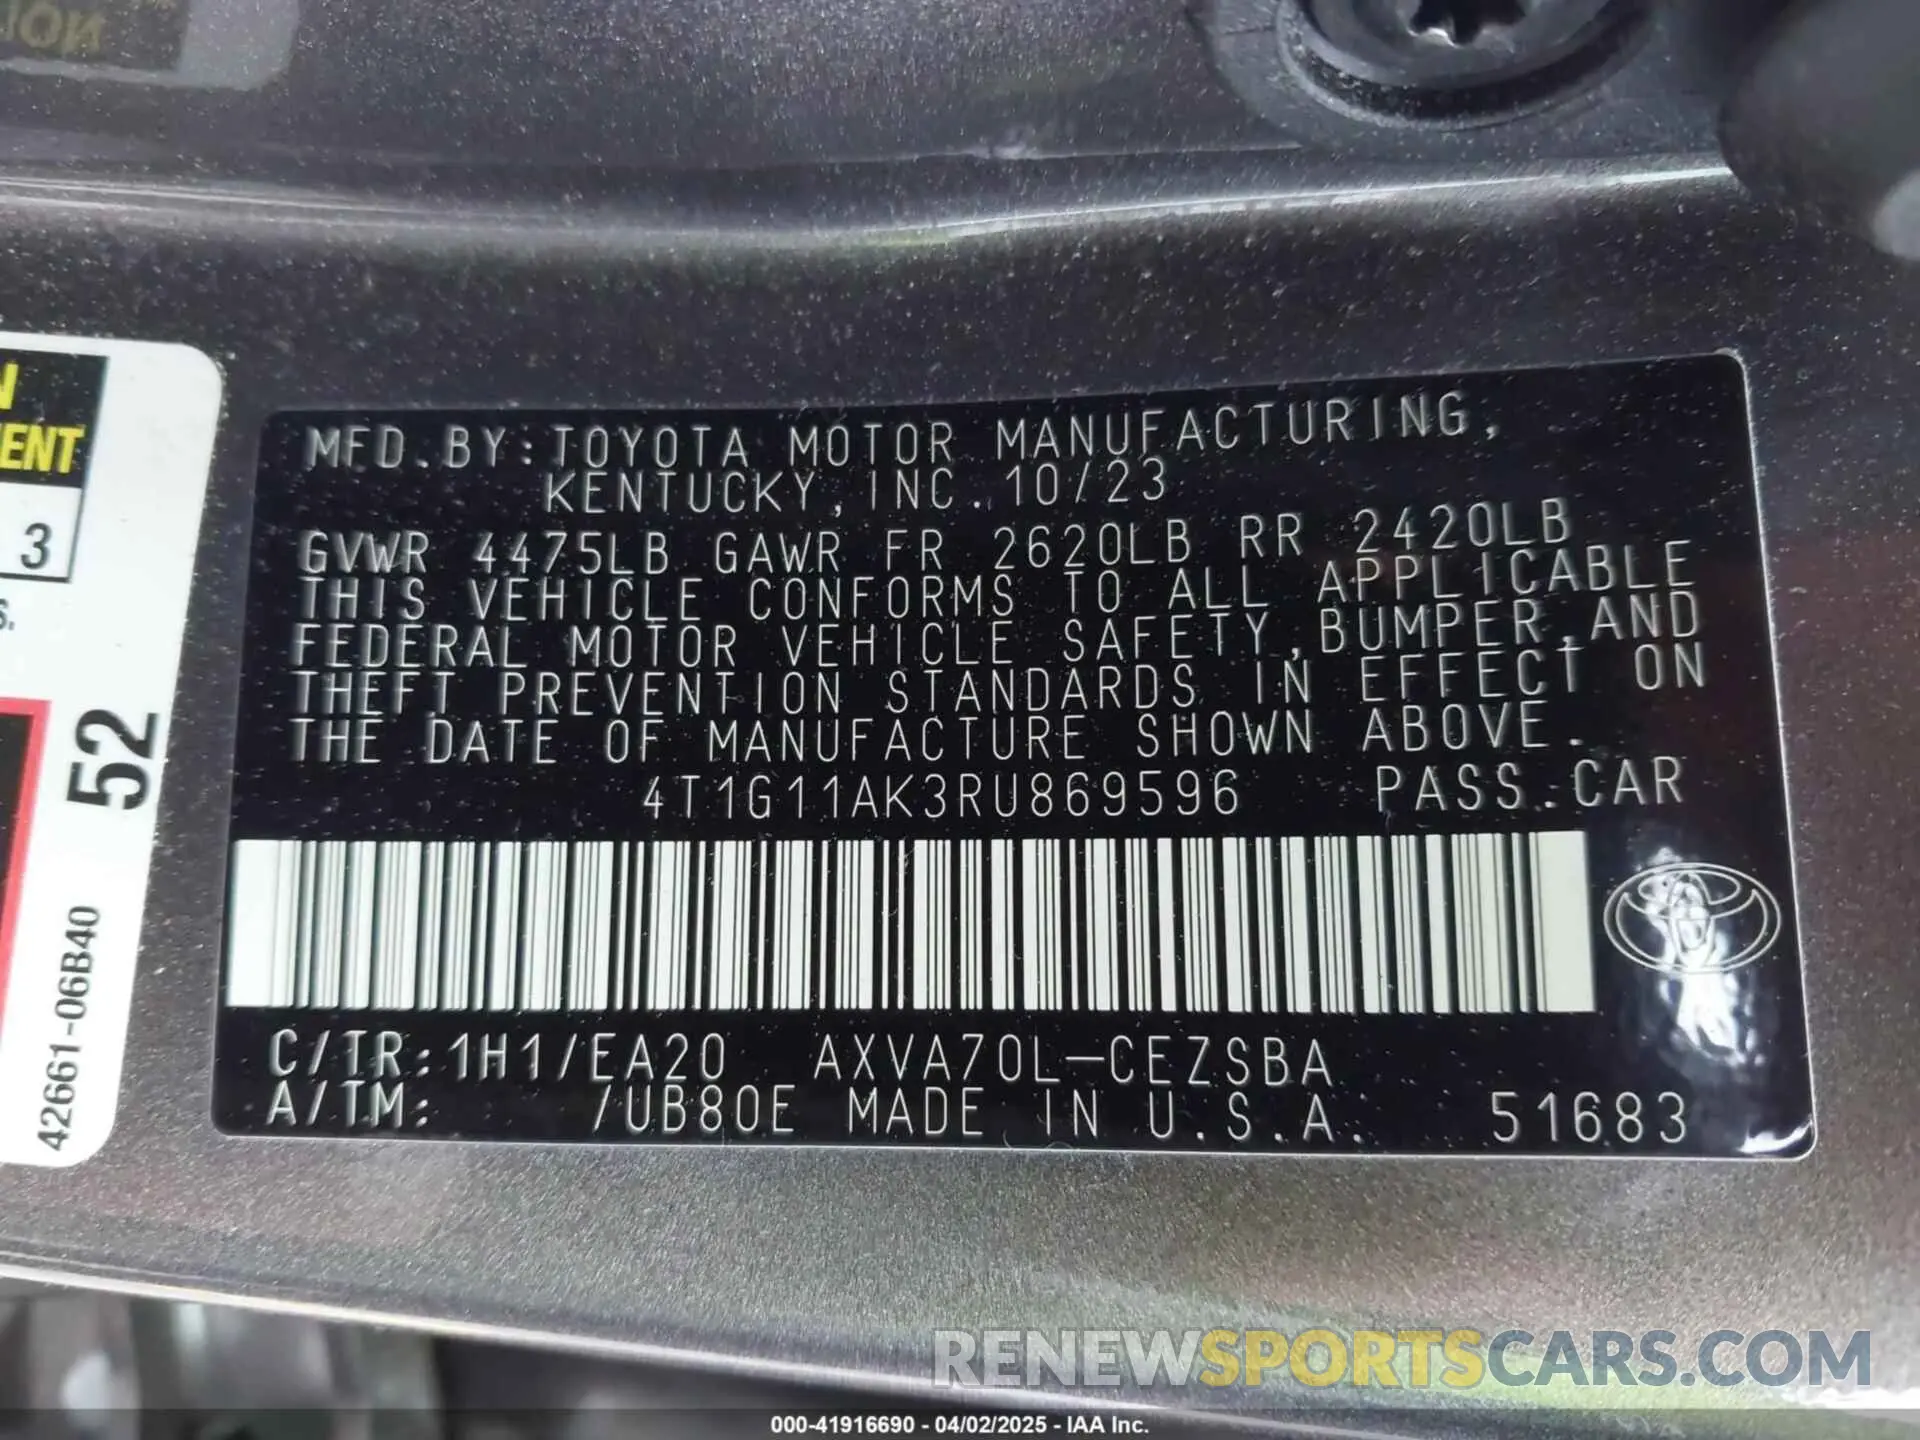 ION
N
ENT
3
S.
52
42661-06B40
MFD.BY:TOYOTA MOTOR MANUFACTURING,
KENTUCKY,INC. 10/23
GVWR 4475LB GAWR FR 2620LB RR 2420LB
THIS VEHICLE CONFORMS TO ALL APPLICABLE
FEDERAL MOTOR VEHICLE SAFETY,BUMPER,AND
THEFT PREVENTION STANDARDS IN EFFECT ON
THE DATE OF MANUFACTURE SHOWN ABOVE.
4T1G11AK3RU869596 PASS.CAR
C/TR:1H1/EA20 AXVA70L-CEZSBA
A/TM: /UB80E MADE IN U.S.A. 51683
RENEWSPORTSCARS.COM
000-41916690 - 04/02/2025 - IAA Inc.